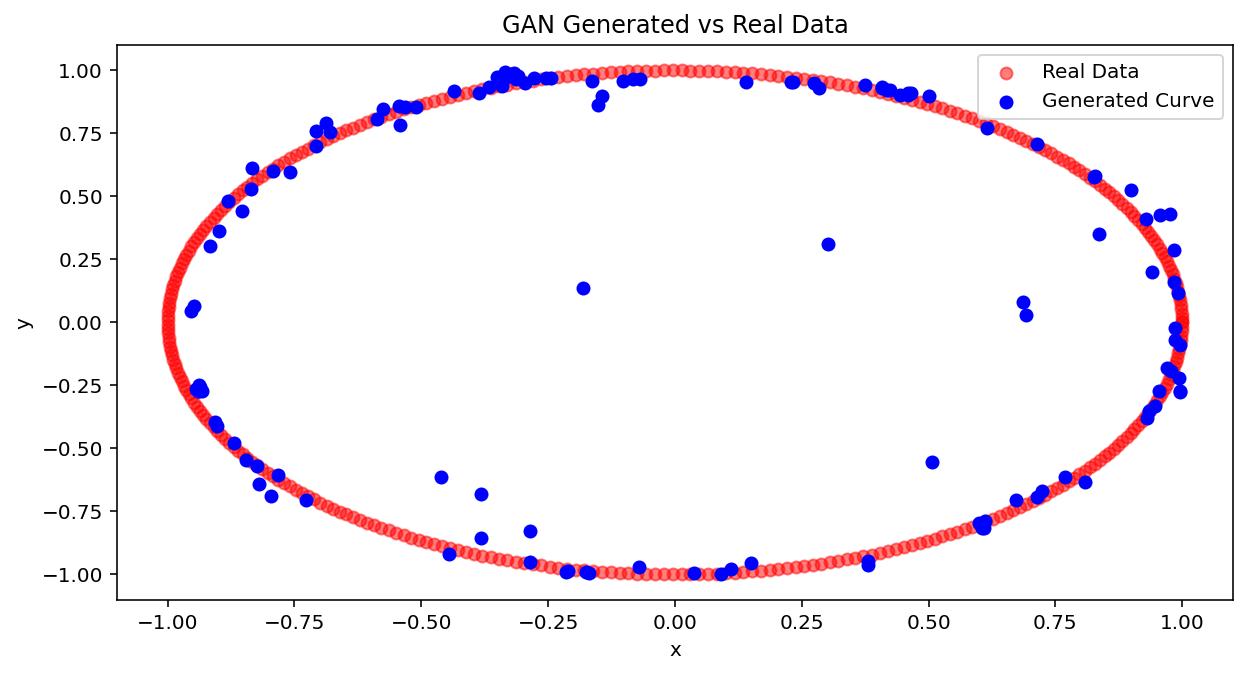 GAN Generated vs Real Data
Real Data
Generated Curve
1.00
0.75
0.50
0.25
0.00
−0.25
−0.50
−0.75
−1.00
y
−1.00 −0.75 −0.50 −0.25 0.00 0.25 0.50 0.75 1.00
x